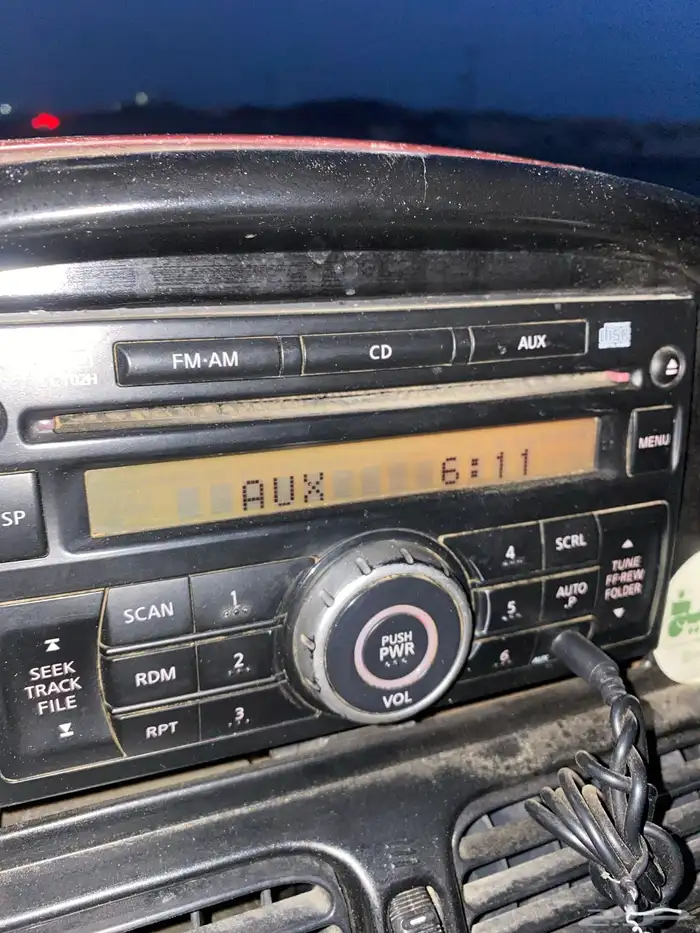 FM·AM
CD
AUX
MENU
AUX 6:11
SCAN
1
4
SCRL
RDM
2
5
AUTO
.P
RPT
3
6
AUX
SEEK
TRACK
FILE
PUSH
PWR
VOL
TUNE
FF·REW
FOLDER
SP